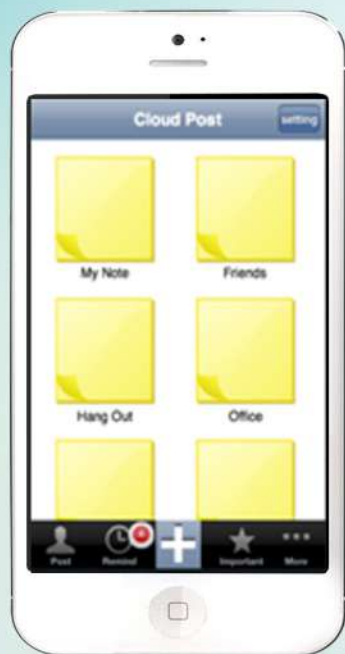 Cloud Post
setting
My Note
Friends
Hang Out
Office
Post
Remind
Important
More